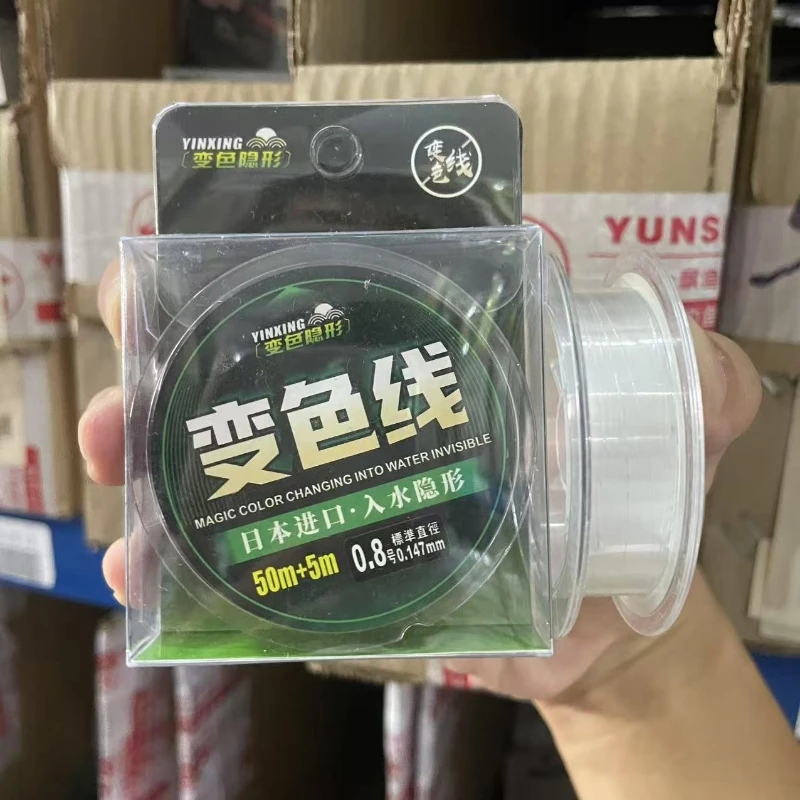 YINXING
变色隐形
变色线
YINXING
变色隐形
变色线
MAGIC COLOR CHANGING INTO WATER INVISIBLE
日本进口·入水隐形
50m+5m
0.8号
標準直徑
0.147mm
YUNS